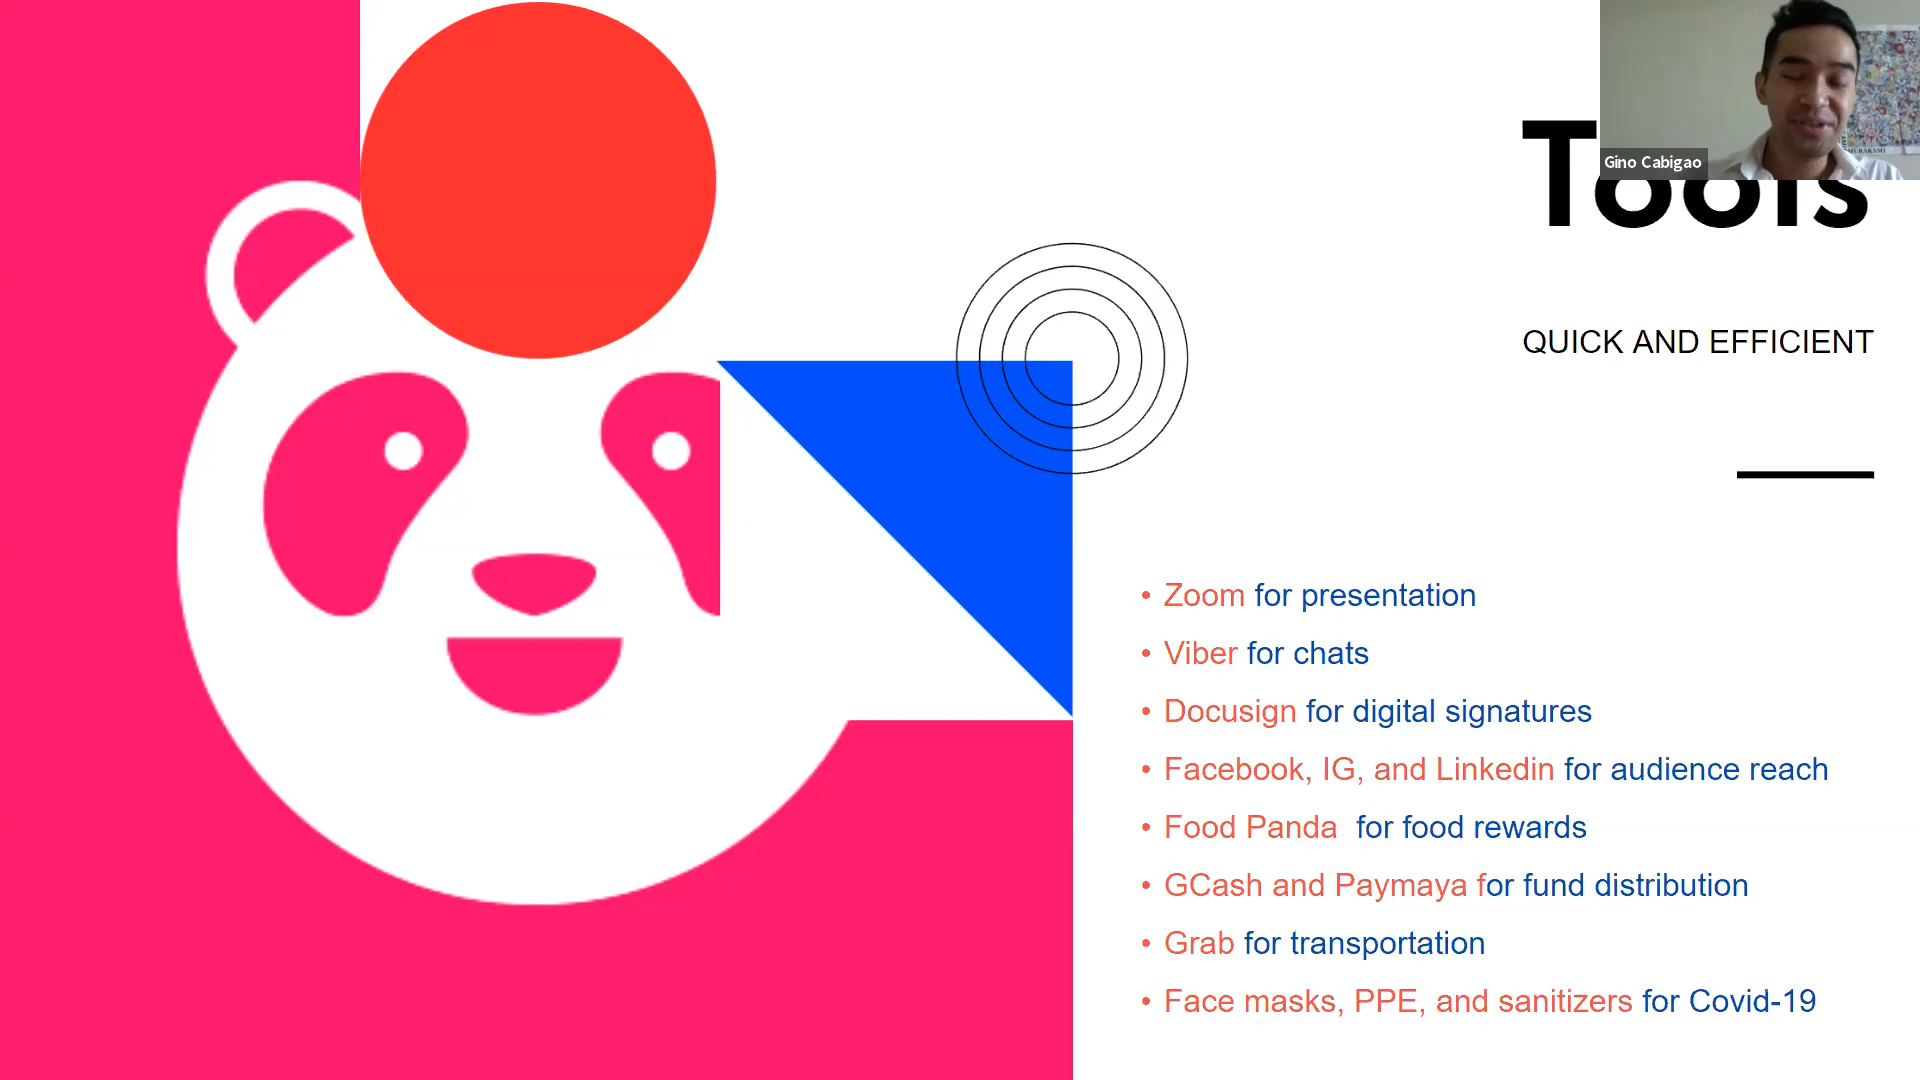 Tools
Gino Cabigao
QUICK AND EFFICIENT
• Zoom for presentation
• Viber for chats
• Docusign for digital signatures
• Facebook, IG, and Linkedin for audience reach
• Food Panda  for food rewards
• GCash and Paymaya for fund distribution
• Grab for transportation
• Face masks, PPE, and sanitizers for Covid-19